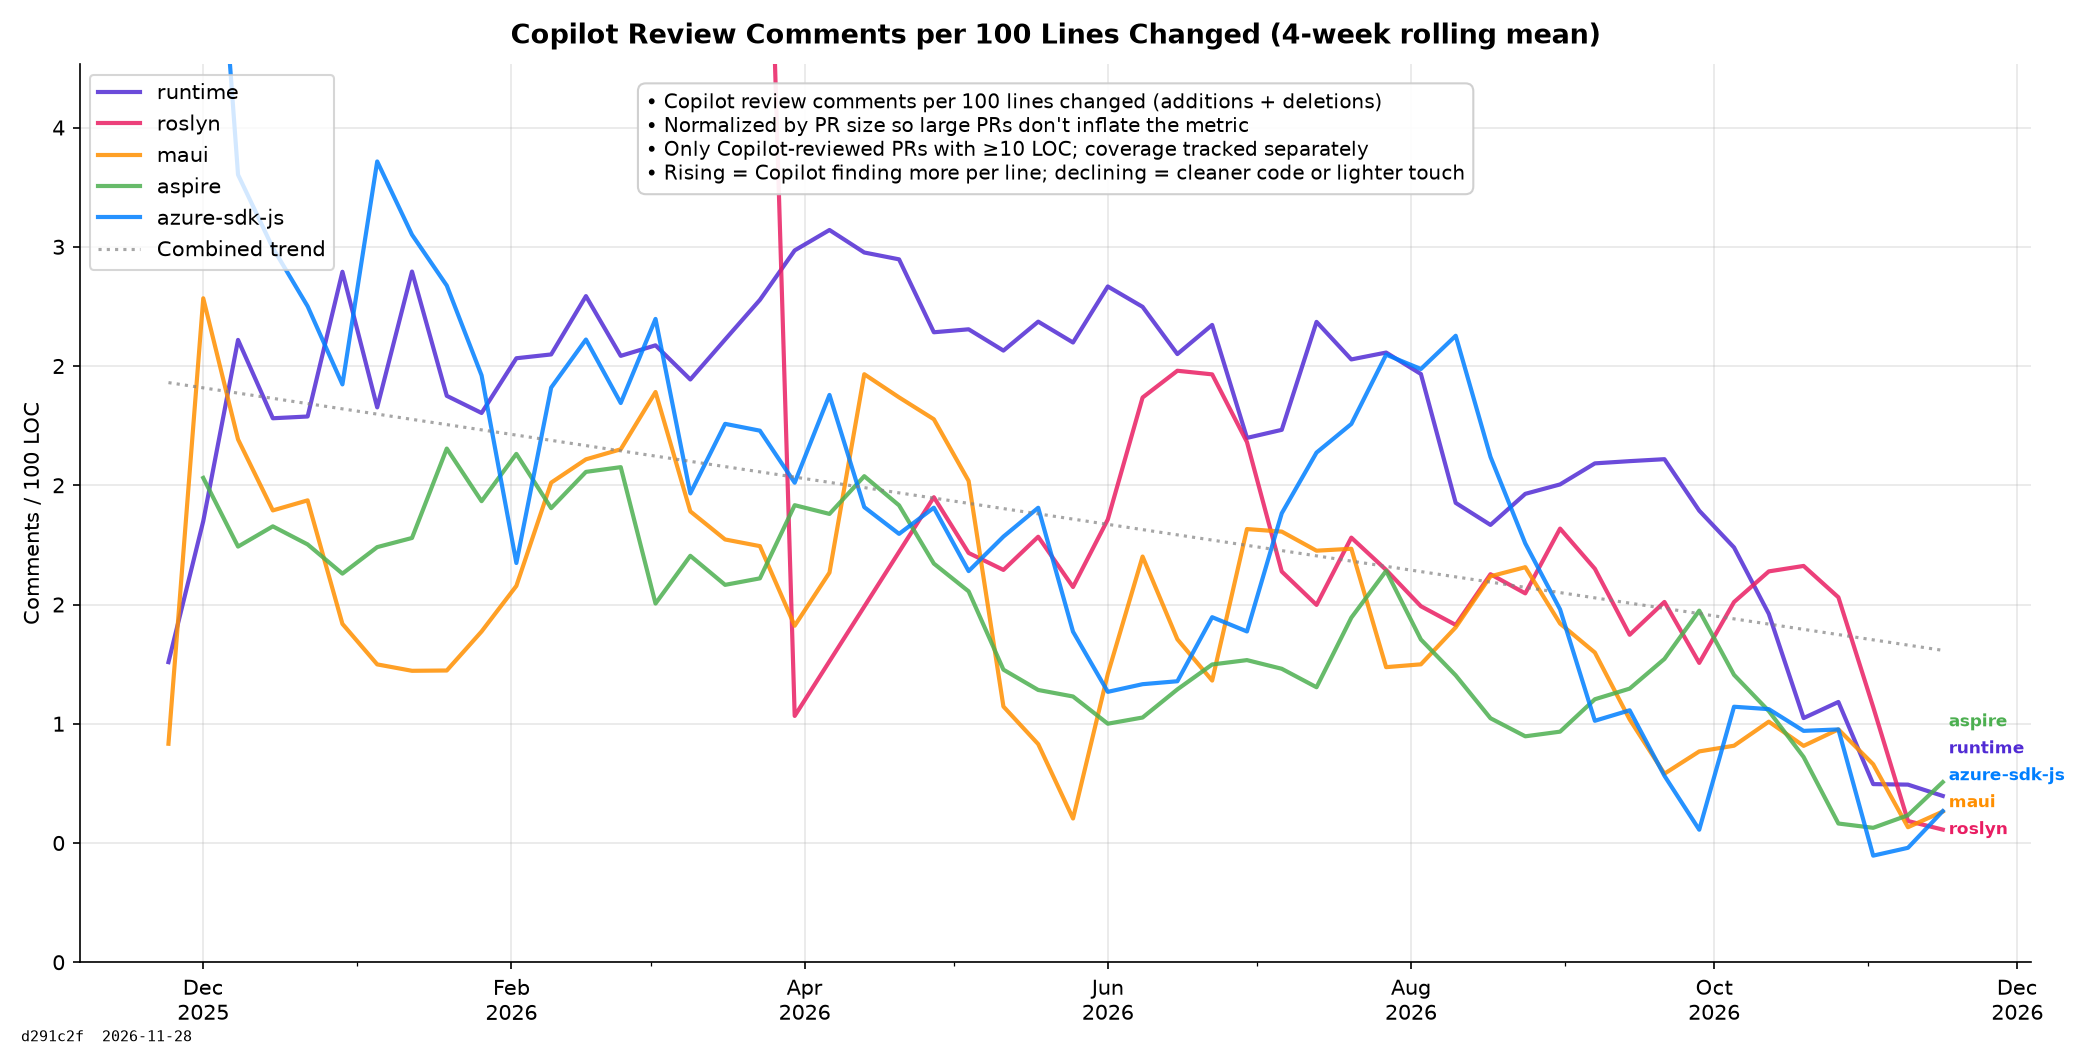 Copilot Review Comments per 100 Lines Changed (4-week rolling mean)
runtime
roslyn
maui
aspire
azure-sdk-js
Combined trend
• Copilot review comments per 100 lines changed (additions + deletions)
• Normalized by PR size so large PRs don't inflate the metric
• Only Copilot-reviewed PRs with ≥10 LOC; coverage tracked separately
• Rising = Copilot finding more per line; declining = cleaner code or lighter touch
Comments / 100 LOC
4
3
2
2
2
1
0
0
aspire
runtime
azure-sdk-js
maui
roslyn
Dec 2025
Feb 2026
Apr 2026
Jun 2026
Aug 2026
Oct 2026
Dec 2026
d291c2f 2026-11-28